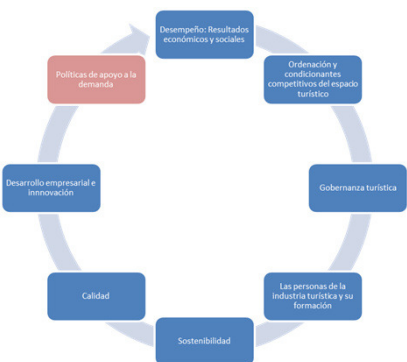 Desempeño: Resultados
económicos y sociales
Ordenación y
condicionantes
competitivos del espacio
turístico
Gobernanza turística
Las personas de la
industria turística y su
formación
Sostenibilidad
Calidad
Desarrollo empresarial e
innnovación
Políticas de apoyo a la
demanda